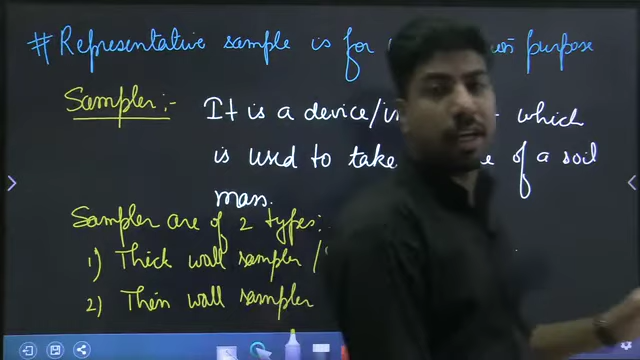 # Representative sample is for purpose
Sampler:- It is a device/ which
is used to take of a soil
mass.
Sampler are of 2 types:
1) Thick wall sampler /
2) Thin wall sampler